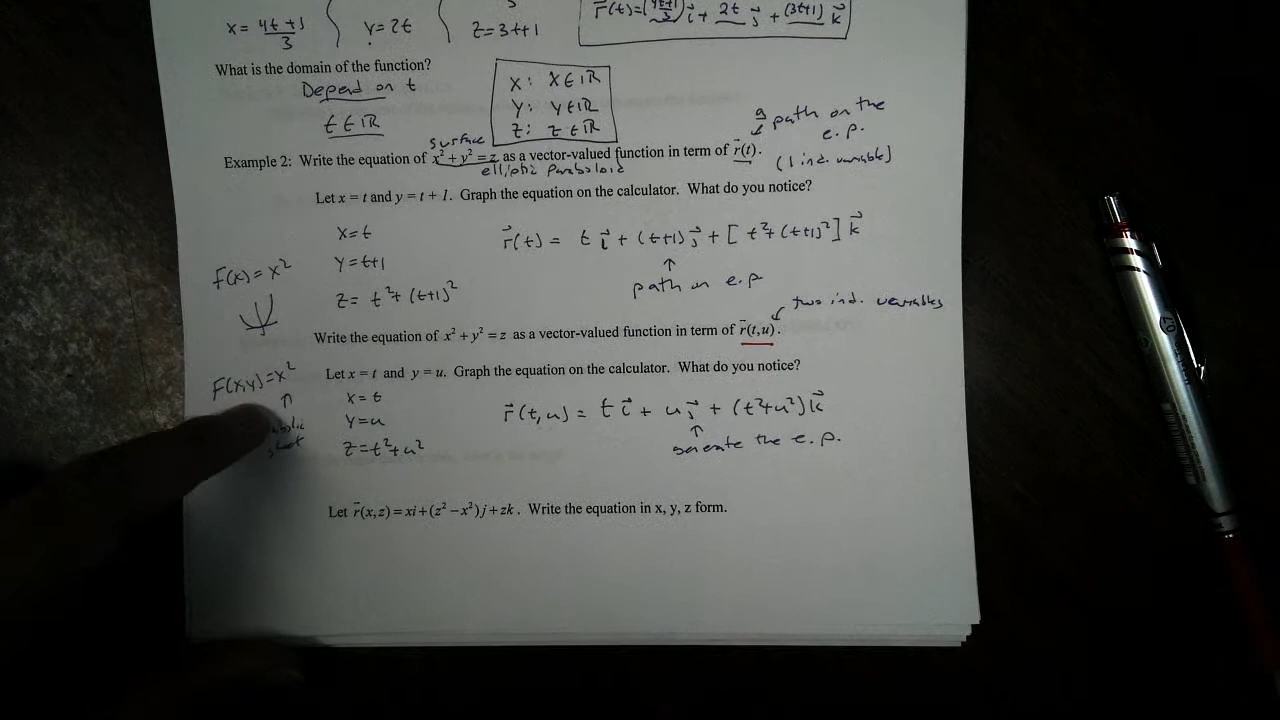 x = 4t+1/3 y = 2t z = 3t+1 r(t) = (4t+1/3) i + 2t j + (3t+1) k
What is the domain of the function?
Depend on t
t ∈ ℝ
x: x ∈ ℝ
y: y ∈ ℝ
z: z ∈ ℝ
a path on the
e.p.
(1 ind. variable)
surface
Example 2: Write the equation of x² + y² = z as a vector-valued function in term of r(t).
elliptic paraboloid
Let x = t and y = t + 1. Graph the equation on the calculator. What do you notice?
x = t
y = t+1
z = t² + (t+1)²
r(t) = t i + (t+1) j + [t² + (t+1)²] k
↑
path on e.p
f(x) = x²
two ind. variables
Write the equation of x² + y² = z as a vector-valued function in term of r(t,u).
Let x = t and y = u. Graph the equation on the calculator. What do you notice?
F(x,y) = x²
↑
x = t
y = u
z = t² + u²
r(t,u) = t i + u j + (t²+u²) k
↑
generate the e.p.
Let r(x,z) = xi + (z² − x²)j + zk. Write the equation in x, y, z form.